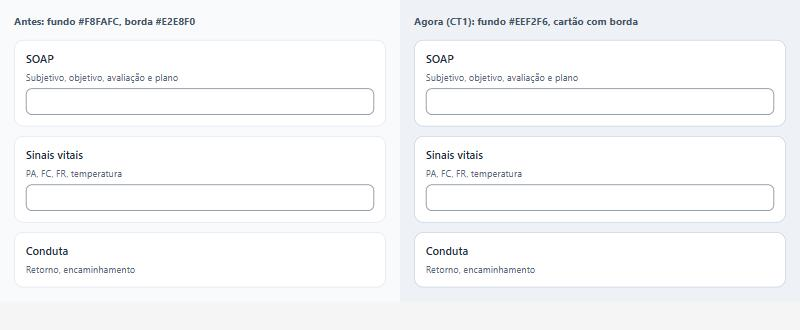 Antes: fundo #F8FAFC, borda #E2E8F0
SOAP
Subjetivo, objetivo, avaliação e plano
Sinais vitais
PA, FC, FR, temperatura
Conduta
Retorno, encaminhamento
Agora (CT1): fundo #EEF2F6, cartão com borda
SOAP
Subjetivo, objetivo, avaliação e plano
Sinais vitais
PA, FC, FR, temperatura
Conduta
Retorno, encaminhamento